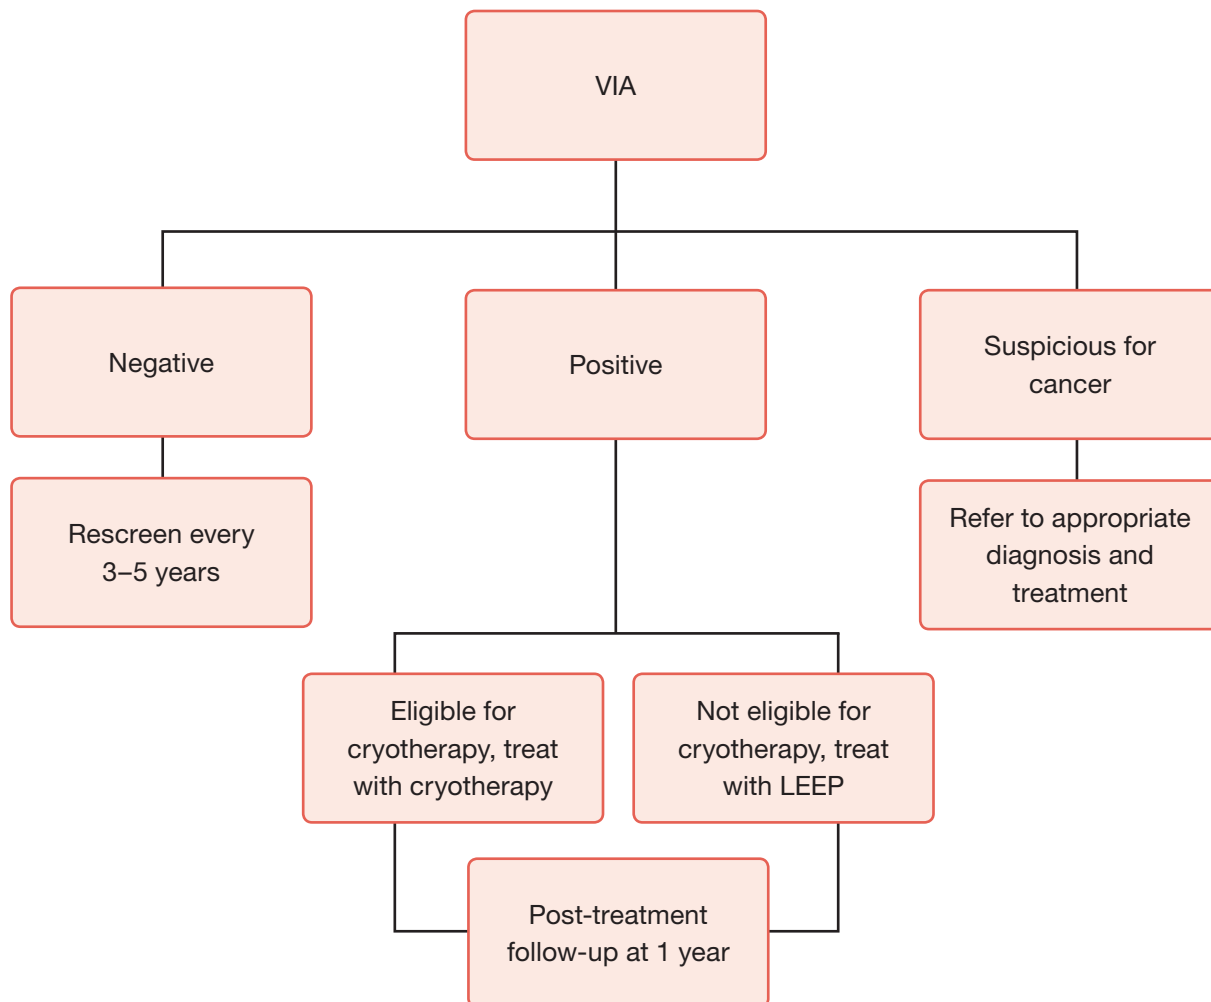 VIA
Negative
Positive
Suspicious for
cancer
Rescreen every
3–5 years
Refer to appropriate
diagnosis and
treatment
Eligible for
cryotherapy, treat
with cryotherapy
Not eligible for
cryotherapy, treat
with LEEP
Post-treatment
follow-up at 1 year